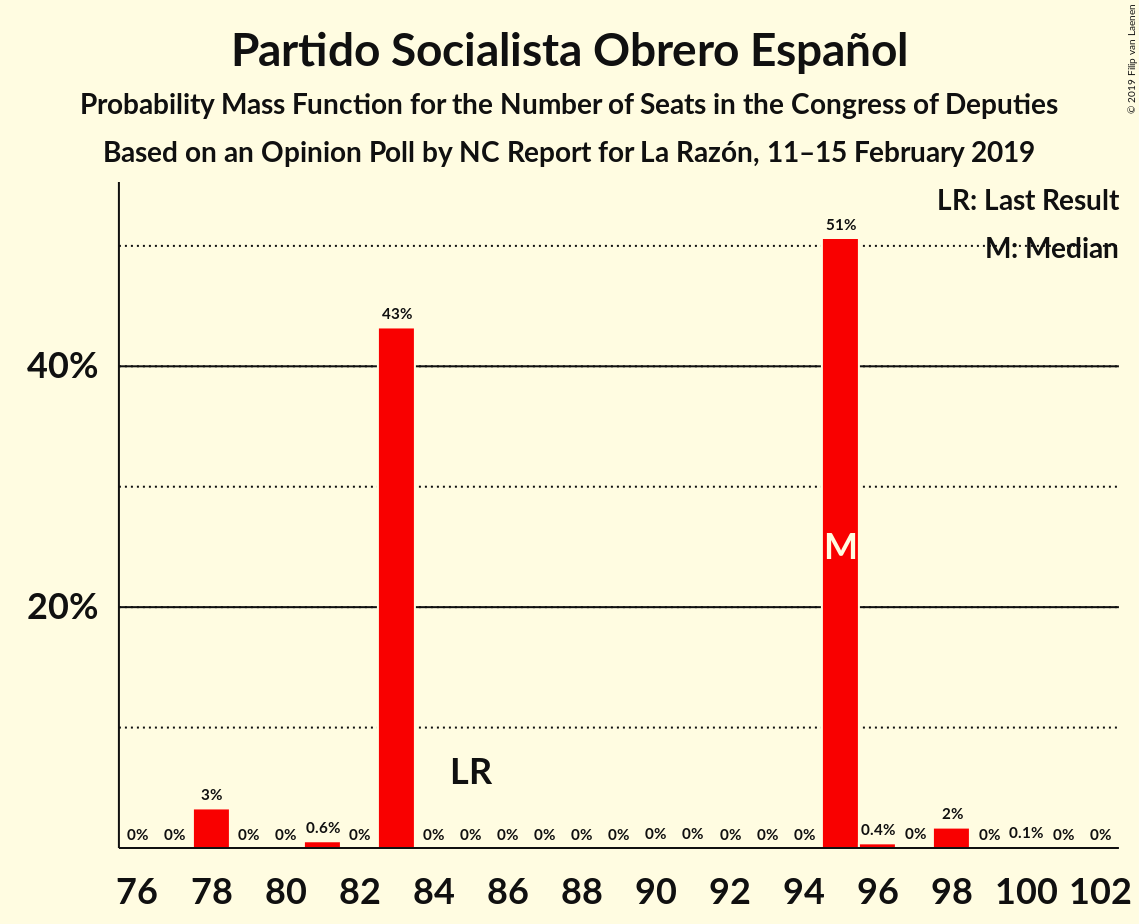 Partido Socialista Obrero Español
Probability Mass Function for the Number of Seats in the Congress of Deputies
Based on an Opinion Poll by NC Report for La Razón, 11–15 February 2019
© 2019 Filip van Laenen
LR: Last Result
M: Median
40%
20%
0% 0% 3% 0% 0% 0.6% 0% 43% 0% 0% 0% 0% 0% 0% 0% 0% 0% 0% 0% 51% 0.4% 0% 2% 0% 0.1% 0% 0%
LR
M
76 78 80 82 84 86 88 90 92 94 96 98 100 102